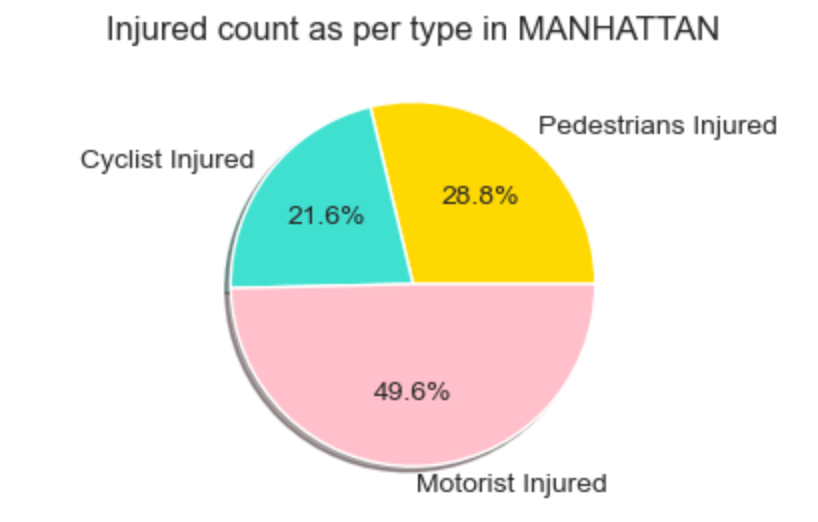 Injured count as per type in MANHATTAN
Pedestrians Injured
Cyclist Injured
28.8%
21.6%
49.6%
Motorist Injured